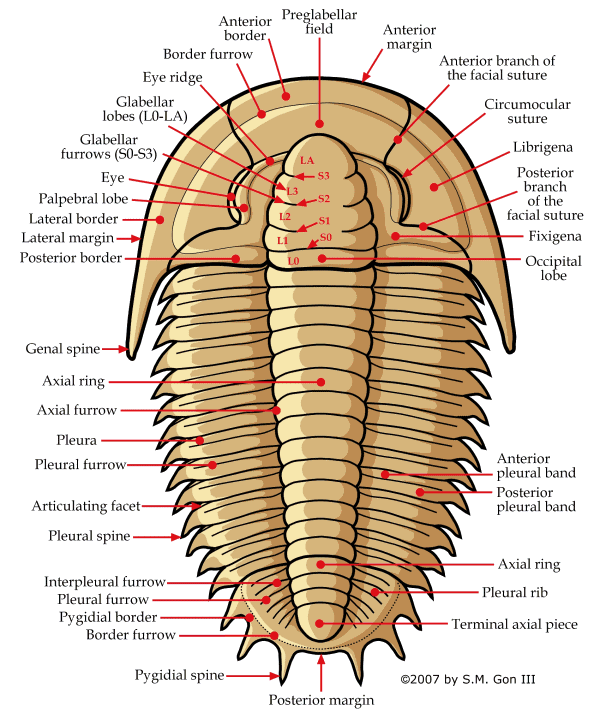 Preglabellar
field
Anterior
border
Anterior
margin
Border furrow
Anterior branch of
the facial suture
Eye ridge
Circumocular
suture
Glabellar
lobes (L0-LA)
Glabellar
furrows (S0-S3)
Librigena
Eye
Posterior
branch
of the
facial suture
Palpebral lobe
Lateral border
Lateral margin
Fixigena
Posterior border
Occipital
lobe
LA
S3
L3
S2
L2
S1
L1
S0
L0
Genal spine
Axial ring
Axial furrow
Pleura
Pleural furrow
Anterior
pleural band
Posterior
pleural band
Articulating facet
Pleural spine
Axial ring
Interpleural furrow
Pleural rib
Pleural furrow
Pygidial border
Terminal axial piece
Border furrow
Pygidial spine
Posterior margin
©2007 by S.M. Gon III